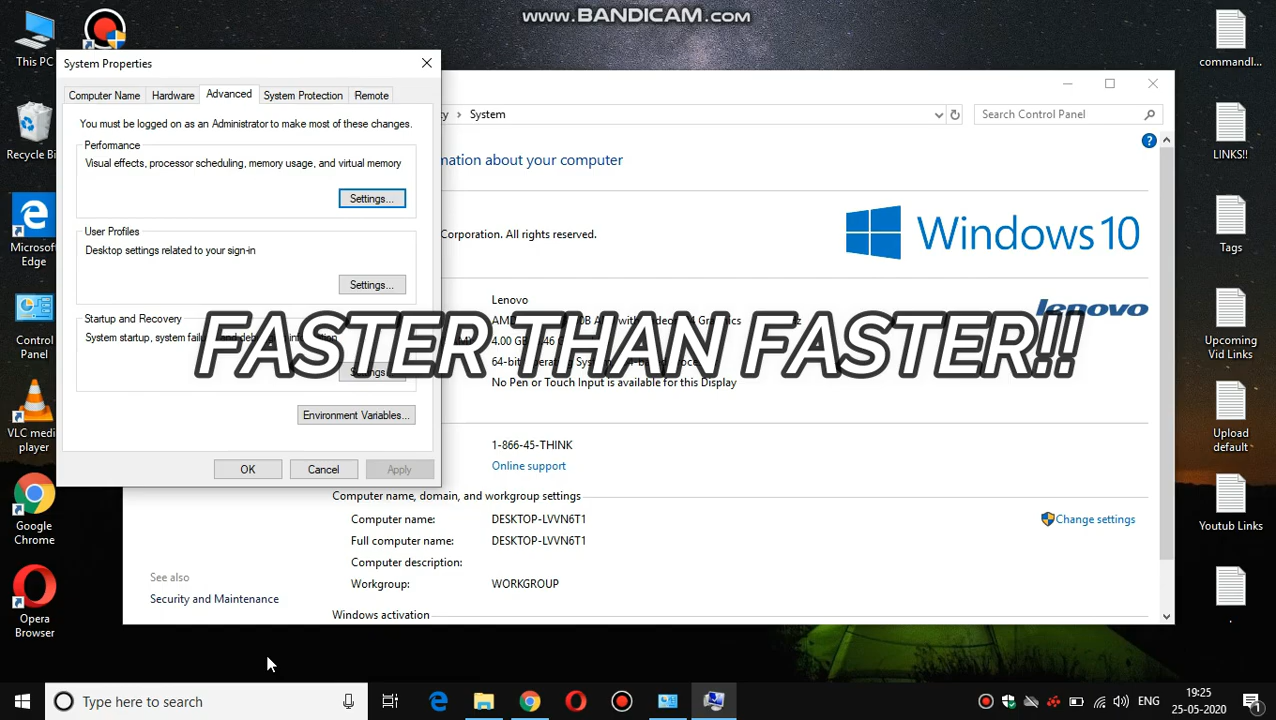 www.BANDICAM.com
This PC
Recycle Bi
Microsoft
Edge
Control
Panel
VLC media
player
Google
Chrome
Opera
Browser
System Properties
Computer Name
Hardware
Advanced
System Protection
Remote
You must be logged on as an Administrator to make most of these changes.
Performance
Visual effects, processor scheduling, memory usage, and virtual memory
Settings...
User Profiles
Desktop settings related to your sign-in
Settings...
Startup and Recovery
System startup, system
Settings...
Environment Variables...
OK
Cancel
Apply
FASTER THAN FASTER!!
System
Search Control Panel
mation about your computer
Corporation. All rights reserved.
Windows 10
lenovo
Lenovo
No Pen or Touch Input is available for this Display
1-866-45-THINK
Online support
Computer name, domain, and workgroup settings
Computer name:
DESKTOP-LVVN6T1
Change settings
Full computer name:
DESKTOP-LVVN6T1
Computer description:
Workgroup:
WORKGROUP
Windows activation
See also
Security and Maintenance
commandl...
LINKS!!
Tags
Upcoming
Vid Links
Upload
default
Youtub Links
.
Type here to search
ENG
19:25
25-05-2020
1